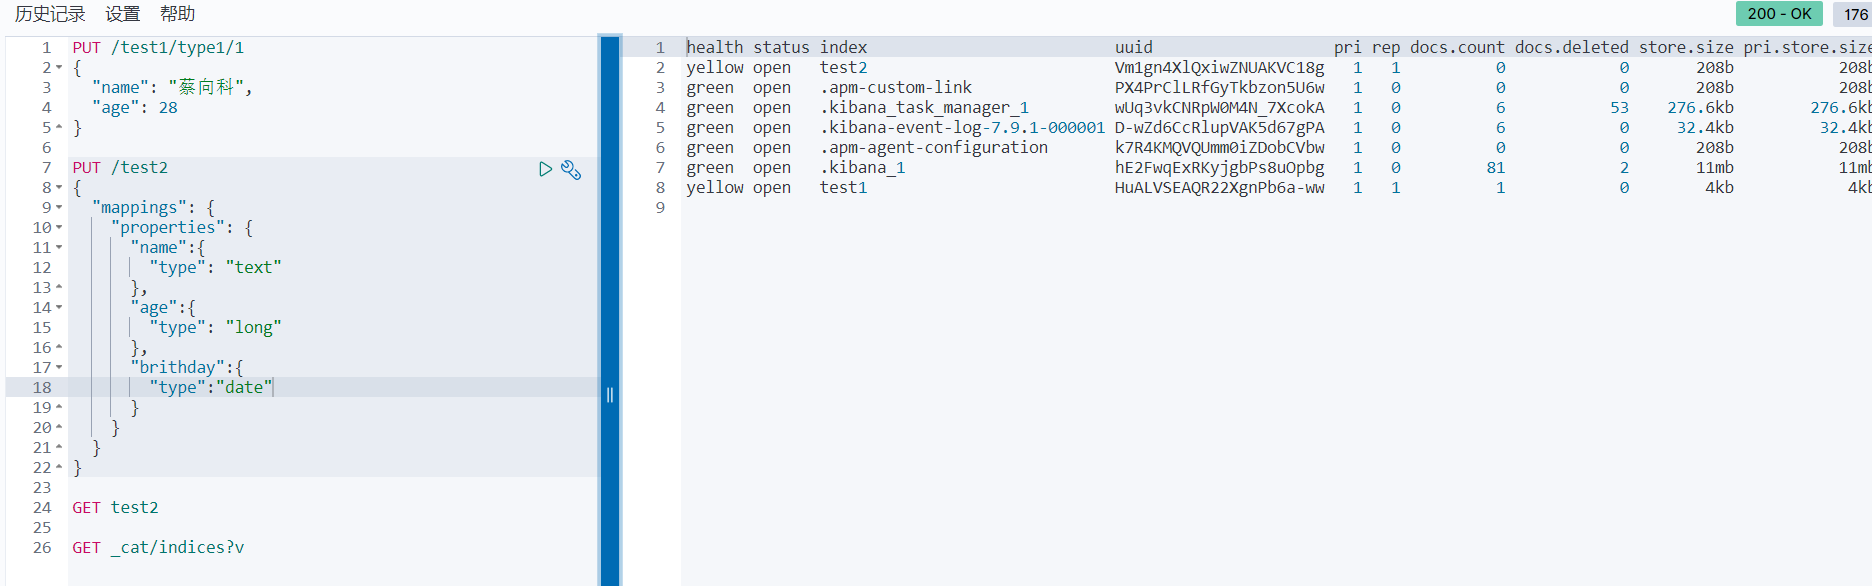 历史记录 设置 帮助
200 - OK 176
1 PUT /test1/type1/1
2 {
3 "name": "蔡向科",
4 "age": 28
5 }
6
7 PUT /test2
8 {
9 "mappings": {
10 "properties": {
11 "name":{
12 "type": "text"
13 },
14 "age":{
15 "type": "long"
16 },
17 "brithday":{
18 "type":"date"
19 }
20 }
21 }
22 }
23
24 GET test2
25
26 GET _cat/indices?v
1 health status index uuid pri rep docs.count docs.deleted store.size pri.store.size
2 yellow open test2 Vm1gn4XlQxiwZNUAKVC18g 1 1 0 0 208b 208b
3 green open .apm-custom-link PX4PrClLRfGyTkbzon5U6w 1 0 0 0 208b 208b
4 green open .kibana_task_manager_1 wUq3vkCNRpW0M4N_7XcokA 1 0 6 53 276.6kb 276.6kb
5 green open .kibana-event-log-7.9.1-000001 D-wZd6CcRlupVAK5d67gPA 1 0 6 0 32.4kb 32.4kb
6 green open .apm-agent-configuration k7R4KMQVQUmm0iZDobCVbw 1 0 0 0 208b 208b
7 green open .kibana_1 hE2FwqExRKyjgbPs8uOpbg 1 0 81 2 11mb 11mb
8 yellow open test1 HuALVSEAQR22XgnPb6a-ww 1 1 1 0 4kb 4kb
9